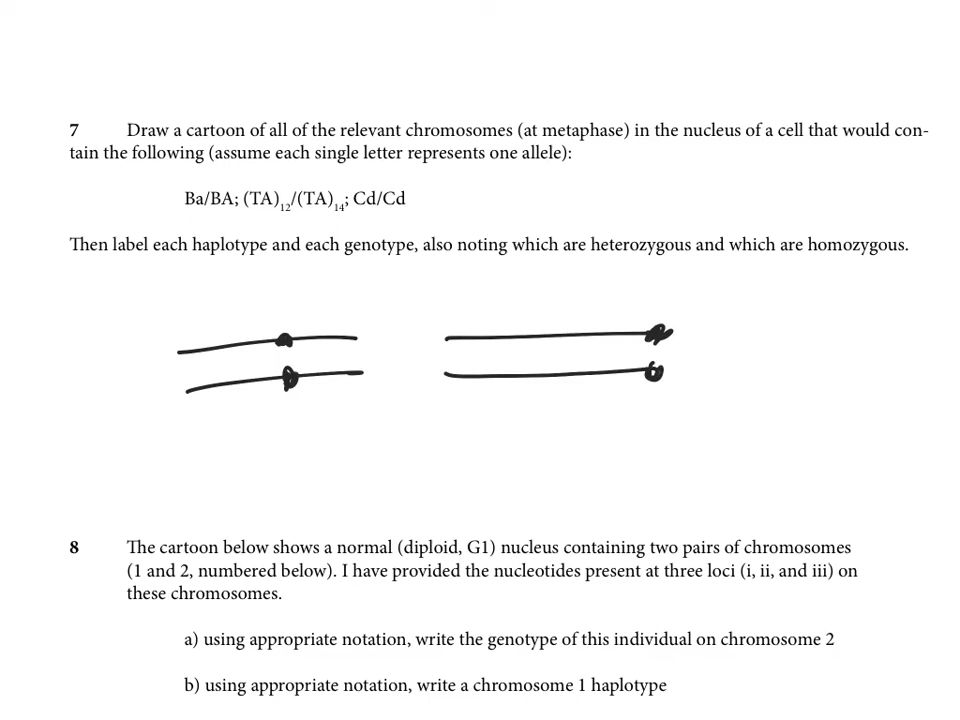 7 Draw a cartoon of all of the relevant chromosomes (at metaphase) in the nucleus of a cell that would con-
tain the following (assume each single letter represents one allele):
Ba/BA; (TA)12/(TA)14; Cd/Cd
Then label each haplotype and each genotype, also noting which are heterozygous and which are homozygous.
8 The cartoon below shows a normal (diploid, G1) nucleus containing two pairs of chromosomes
(1 and 2, numbered below). I have provided the nucleotides present at three loci (i, ii, and iii) on
these chromosomes.
a) using appropriate notation, write the genotype of this individual on chromosome 2
b) using appropriate notation, write a chromosome 1 haplotype